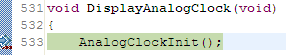 531 void DisplayAnalogClock(void)
532 {
533 AnalogClockInit();